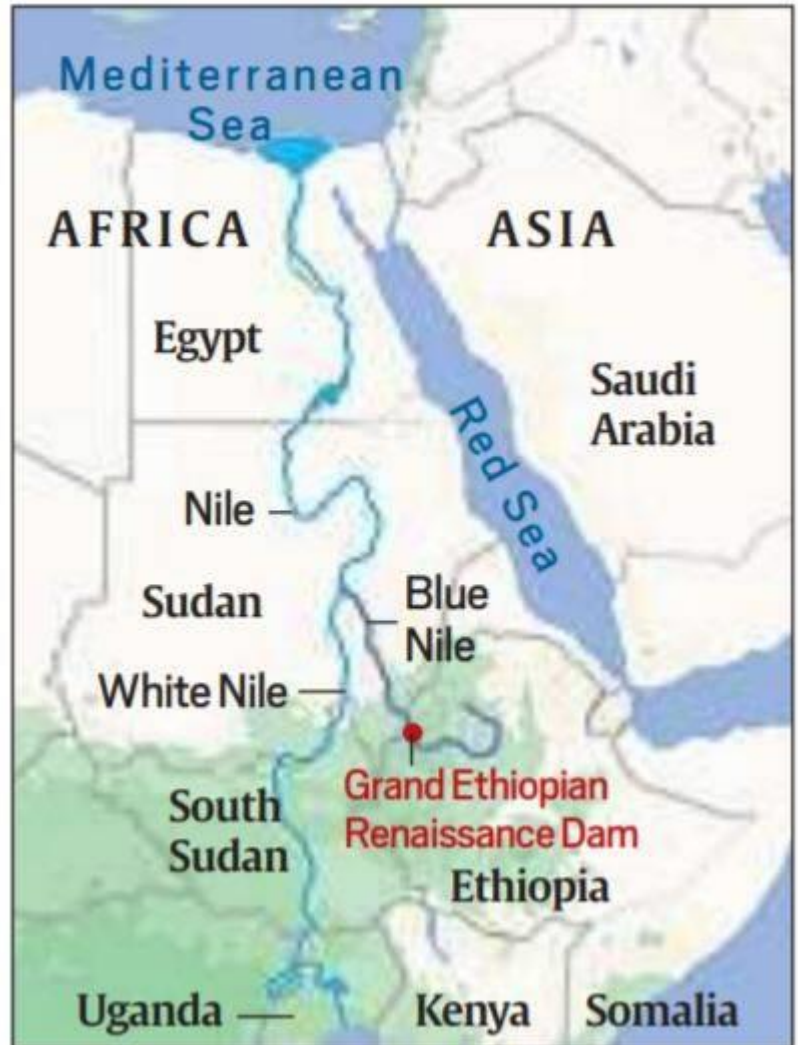 Mediterranean
Sea
AFRICA
ASIA
Egypt
Saudi
Arabia
Red Sea
Nile
Sudan
Blue
Nile
White Nile
Grand Ethiopian
Renaissance Dam
South
Sudan
Ethiopia
Uganda
Kenya
Somalia